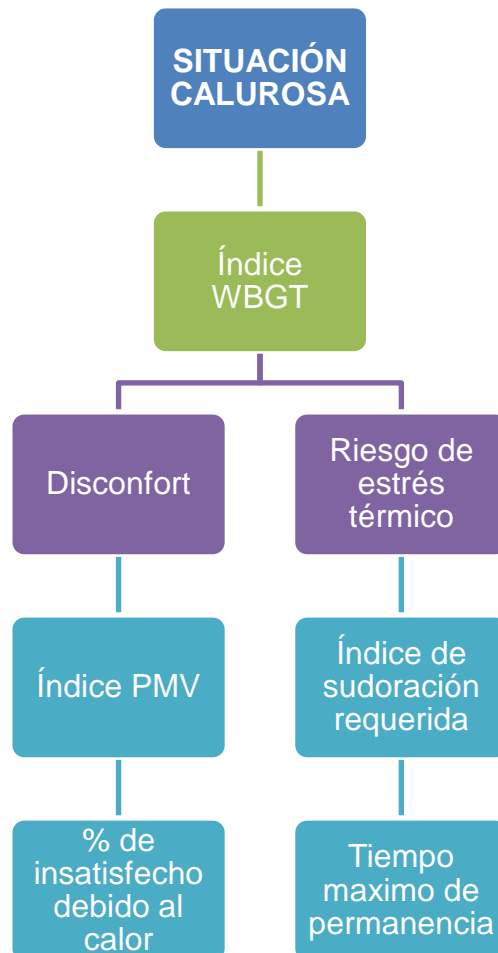 SITUACIÓN
CALUROSA
Índice
WBGT
Disconfort
Riesgo de
estrés
térmico
Índice PMV
Índice de
sudoración
requerida
% de
insatisfecho
debido al
calor
Tiempo
maximo de
permanencia